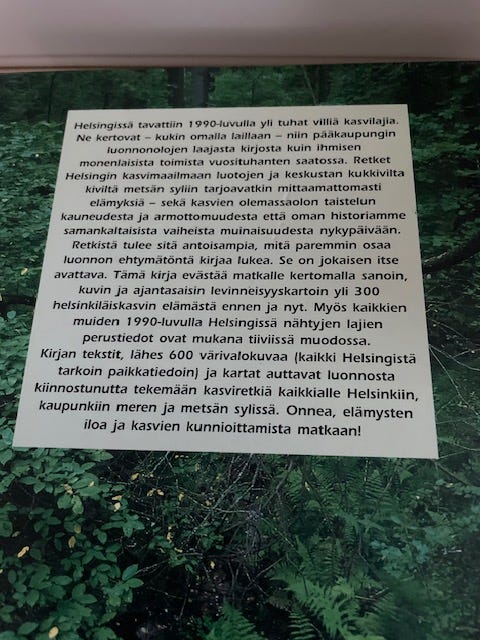 Helsingissä tavattiin 1990-luvulla yli tuhat villiä kasvilajia.
Ne kertovat – kukin omalla laillaan – niin pääkaupungin
luonnonolojen laajasta kirjosta kuin ihmisen
monenlaisista toimista vuosituhanten saatossa. Retket
Helsingin kasvimaailmaan luotojen ja keskustan kukkivilta
kiviltä metsän syliin tarjoavatkin mittaamattomasti
elämyksiä – sekä kasvien olemassaolon taistelun
kauneudesta ja armottomuudesta että oman historiamme
samankaltaisista vaiheista muinaisuudesta nykypäivään.
Retkistä tulee sitä antoisampia, mitä paremmin osaa
luonnon ehtymätöntä kirjaa lukea. Se on jokaisen itse
avattava. Tämä kirja evästää matkalle kertomalla sanoin,
kuvin ja ajantasaisin levinneisyyskartoin yli 300
helsinkiläiskasvin elämästä ennen ja nyt. Myös kaikkien
muiden 1990-luvulla Helsingissä nähtyjen lajien
perustiedot ovat mukana tiiviissä muodossa.
Kirjan tekstit, lähes 600 värivalokuvaa (kaikki Helsingistä
tarkoin paikkatiedoin) ja kartat auttavat luonnosta
kiinnostunutta tekemään kasviretkiä kaikkialle Helsinkiin,
kaupunkiin meren ja metsän sylissä. Onnea, elämysten
iloa ja kasvien kunnioittamista matkaan!